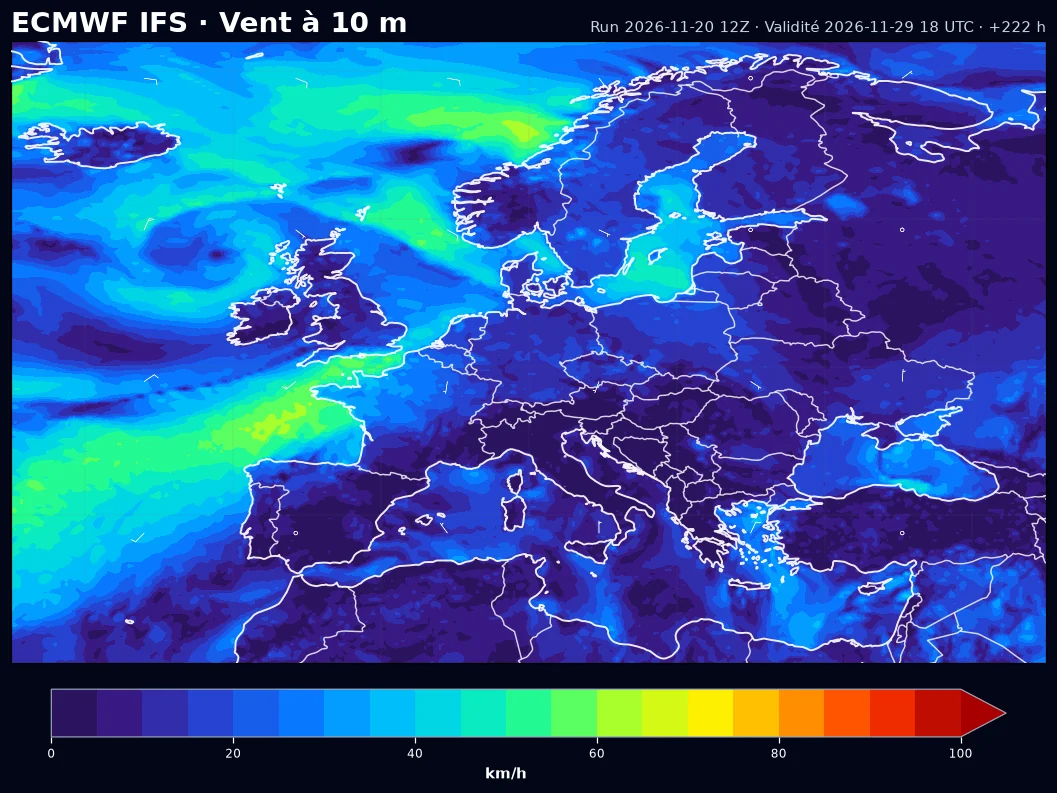 ECMWF IFS · Vent à 10 m
Run 2026-11-20 12Z · Validité 2026-11-29 18 UTC · +222 h
0 20 40 60 80 100
km/h